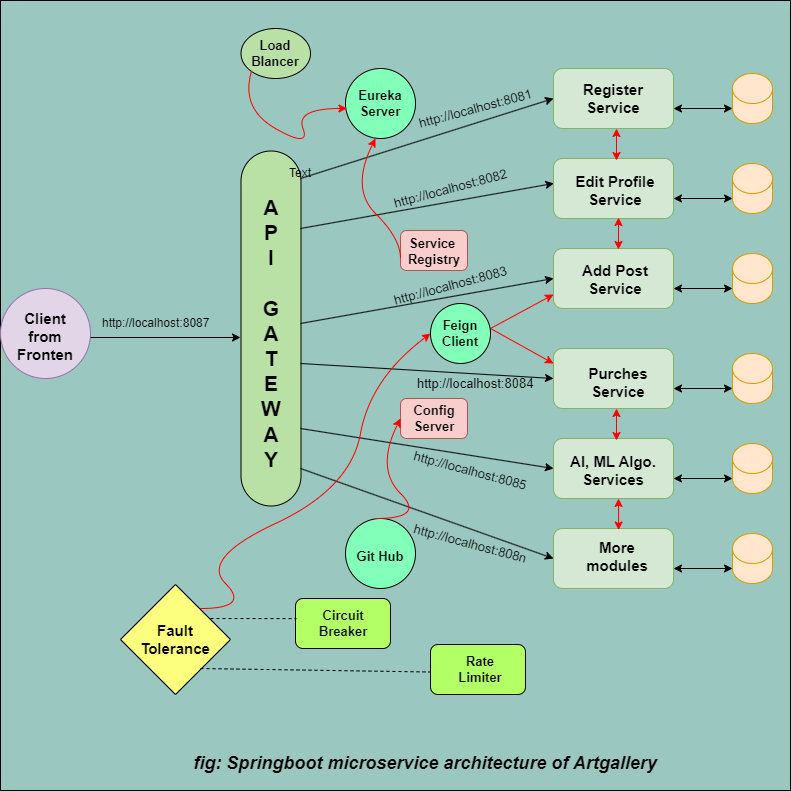 Load
Blancer
Eureka
Server
http://localhost:8081
Register
Service
Text
http://localhost:8082
Edit Profile
Service
A
P
I
G
A
T
E
W
A
Y
Service
Registry
http://localhost:8083
Add Post
Service
Client
from
Fronten
http://localhost:8087
Feign
Client
http://localhost:8084
Purches
Service
Config
Server
http://localhost:8085
AI, ML Algo.
Services
Git Hub
http://localhost:808n
More
modules
Fault
Tolerance
Circuit
Breaker
Rate
Limiter
fig: Springboot microservice architecture of Artgallery